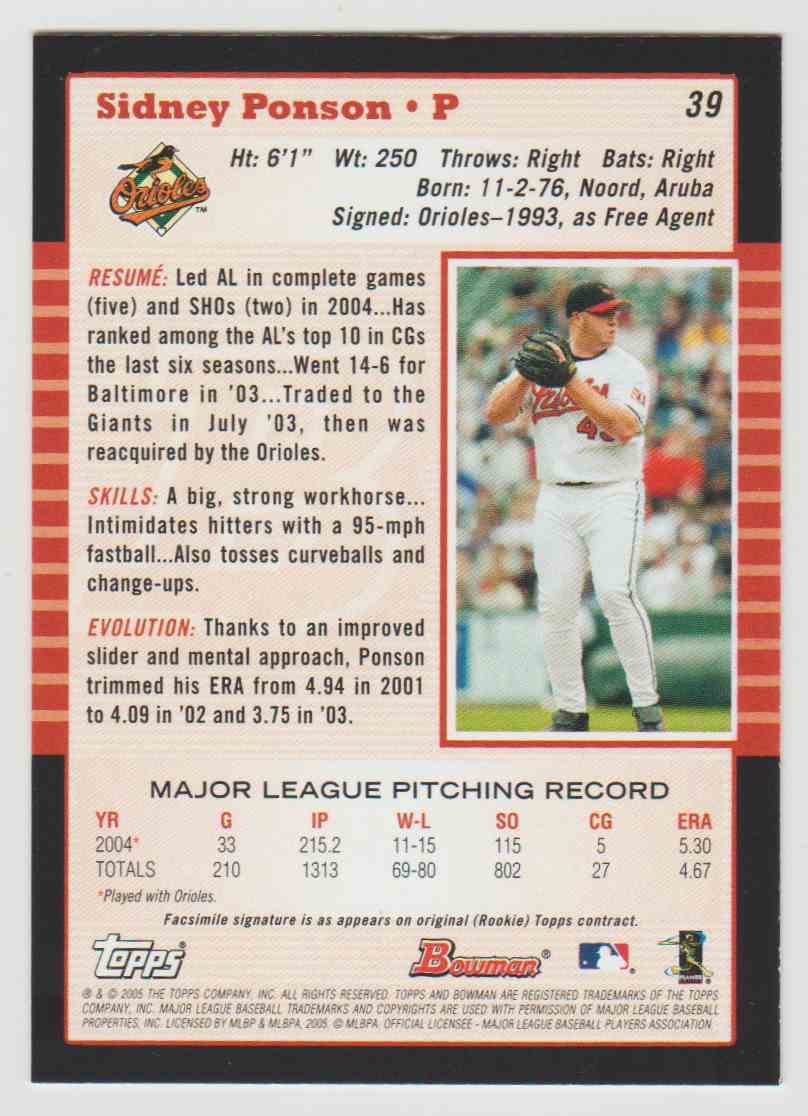 Sidney Ponson • P
39
Orioles™
Ht: 6'1" Wt: 250 Throws: Right Bats: Right
Born: 11-2-76, Noord, Aruba
Signed: Orioles–1993, as Free Agent
RESUMÉ: Led AL in complete games
(five) and SHOs (two) in 2004...Has
ranked among the AL's top 10 in CGs
the last six seasons...Went 14-6 for
Baltimore in '03...Traded to the
Giants in July '03, then was
reacquired by the Orioles.
SKILLS: A big, strong workhorse...
Intimidates hitters with a 95-mph
fastball...Also tosses curveballs and
change-ups.
EVOLUTION: Thanks to an improved
slider and mental approach, Ponson
trimmed his ERA from 4.94 in 2001
to 4.09 in '02 and 3.75 in '03.
MAJOR LEAGUE PITCHING RECORD
YR G IP W-L SO CG ERA
2004* 33 215.2 11-15 115 5 5.30
TOTALS 210 1313 69-80 802 27 4.67
*Played with Orioles.
Facsimile signature is as appears on original (Rookie) Topps contract.
Topps® Bowman®
® & © 2005 THE TOPPS COMPANY, INC. ALL RIGHTS RESERVED. TOPPS AND BOWMAN ARE REGISTERED TRADEMARKS OF THE TOPPS
COMPANY, INC. MAJOR LEAGUE BASEBALL TRADEMARKS AND COPYRIGHTS ARE USED WITH PERMISSION OF MAJOR LEAGUE BASEBALL
PROPERTIES, INC. LICENSED BY MLBP & MLBPA, 2005. © MLBPA. OFFICIAL LICENSEE - MAJOR LEAGUE BASEBALL PLAYERS ASSOCIATION.